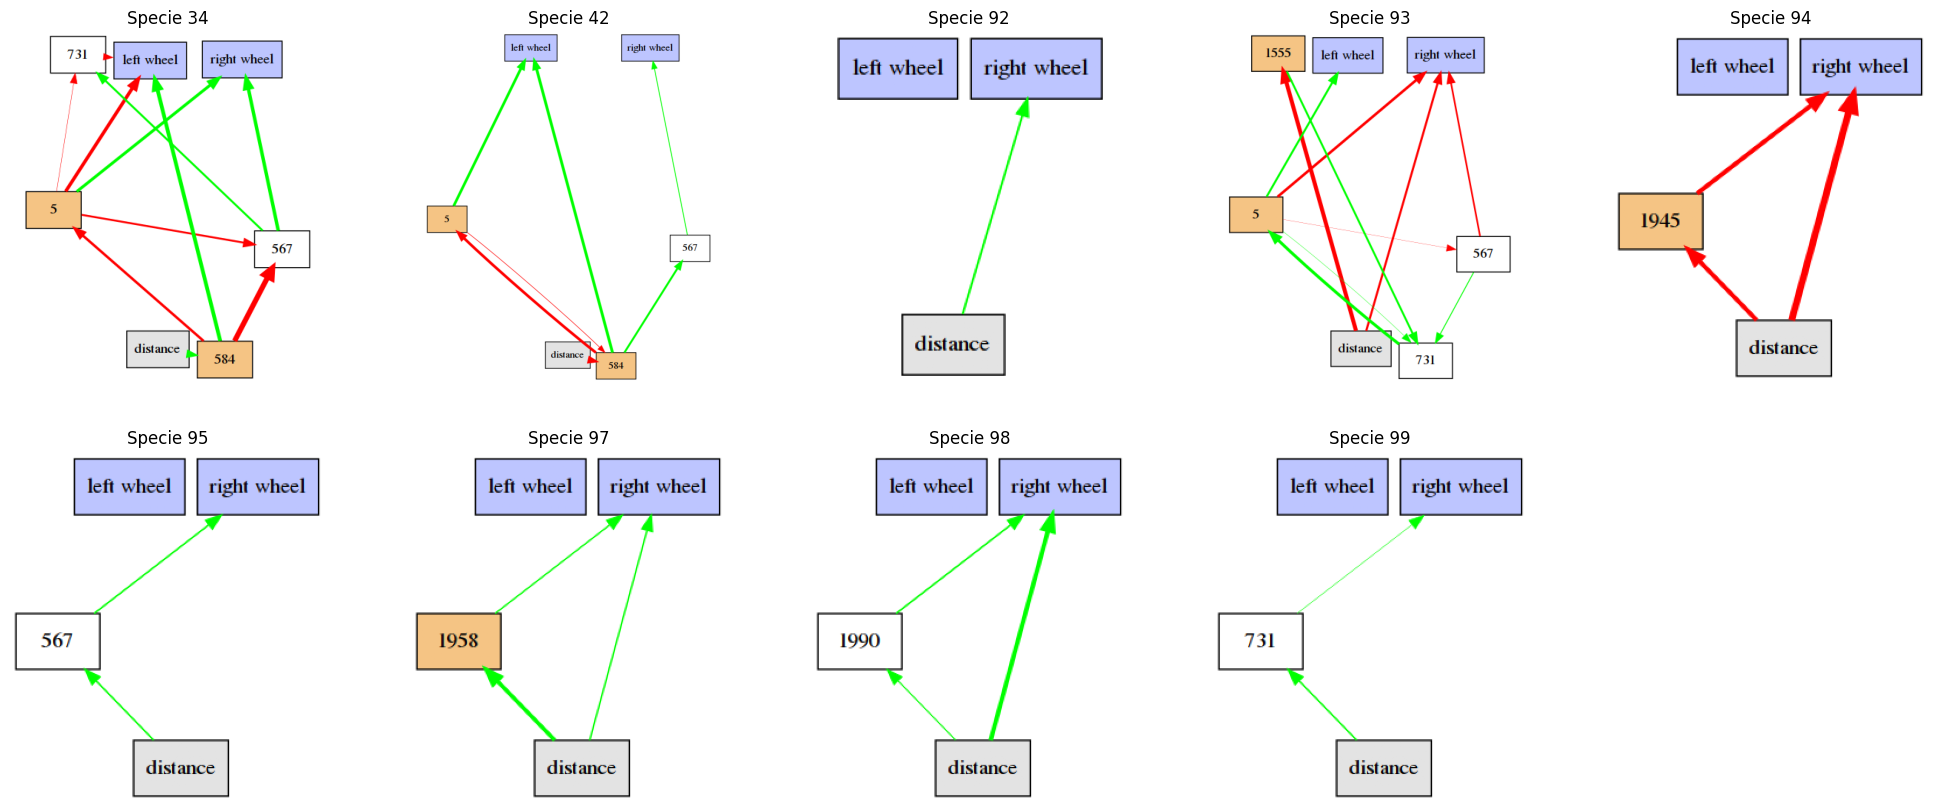 Specie 34
731
left wheel
right wheel
5
567
distance
584
Specie 42
left wheel
right wheel
5
567
distance
584
Specie 92
left wheel
right wheel
distance
Specie 93
1555
left wheel
right wheel
5
567
distance
731
Specie 94
left wheel
right wheel
1945
distance
Specie 95
left wheel
right wheel
567
distance
Specie 97
left wheel
right wheel
1958
distance
Specie 98
left wheel
right wheel
1990
distance
Specie 99
left wheel
right wheel
731
distance